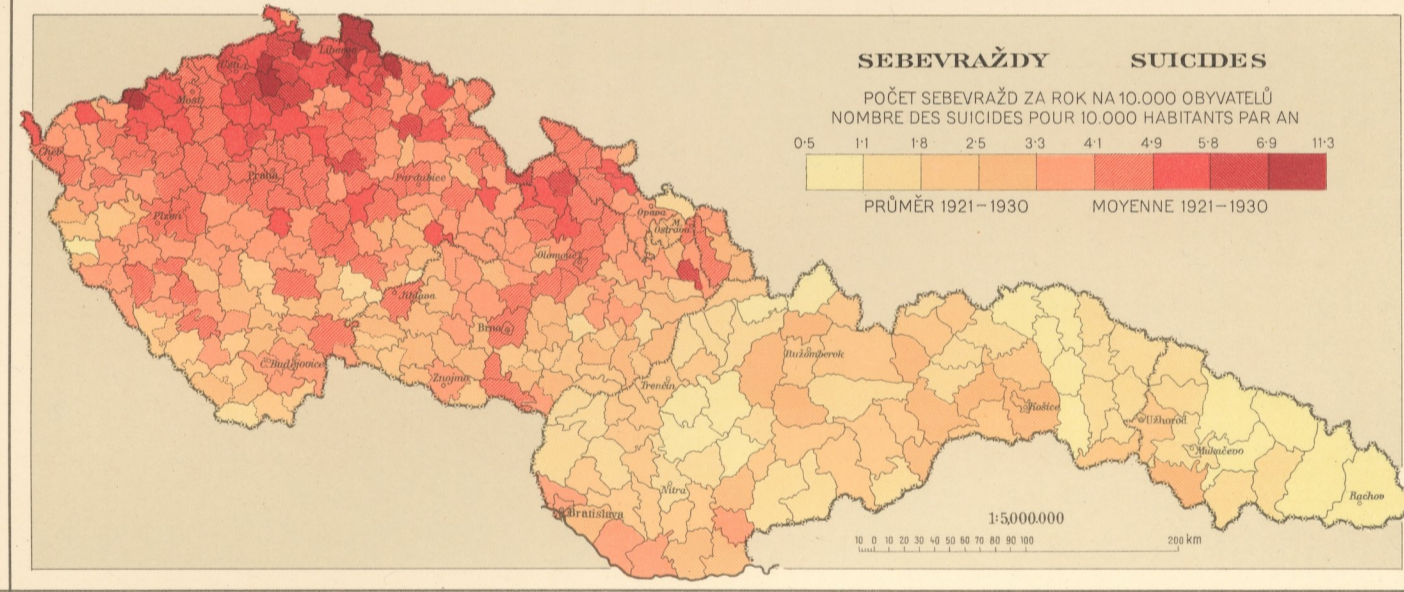 SEBEVRAŽDY SUICIDES
POČET SEBEVRAŽD ZA ROK NA 10.000 OBYVATELŮ
NOMBRE DES SUICIDES POUR 10.000 HABITANTS PAR AN
0·5 1·1 1·8 2·5 3·3 4·1 4·9 5·8 6·9 11·3
PRŮMĚR 1921–1930 MOYENNE 1921–1930
Liberec
Ústí
Most
Cheb
Praha
Pardubice
Plzeň
Opava
M. Ostrava
Olomouc
Jihlava
Brno
Č. Budějovice
Znojmo
Ružomberok
Trenčín
Košice
Užhorod
Mukačevo
Nitra
Rachov
Bratislava
1:5,000.000
10 0 10 20 30 40 50 60 70 80 90 100 200 km